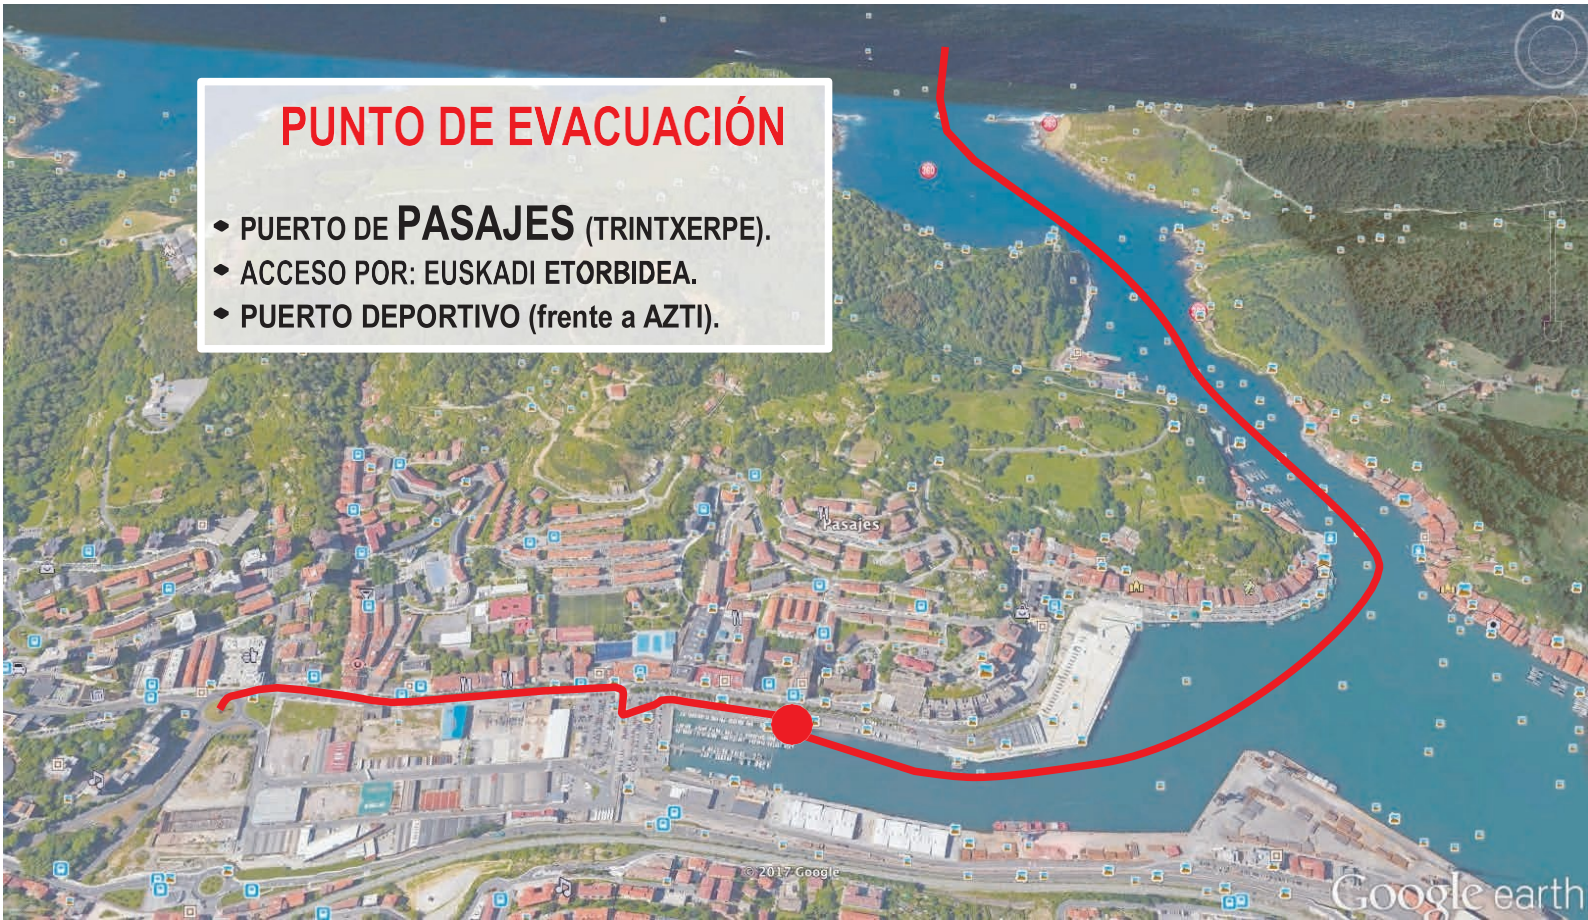 N
PUNTO DE EVACUACIÓN
PUERTO DE PASAJES (TRINTXERPE).
ACCESO POR: EUSKADI ETORBIDEA.
PUERTO DEPORTIVO (frente a AZTI).
Pasajes
© 2017 Google
Google earth